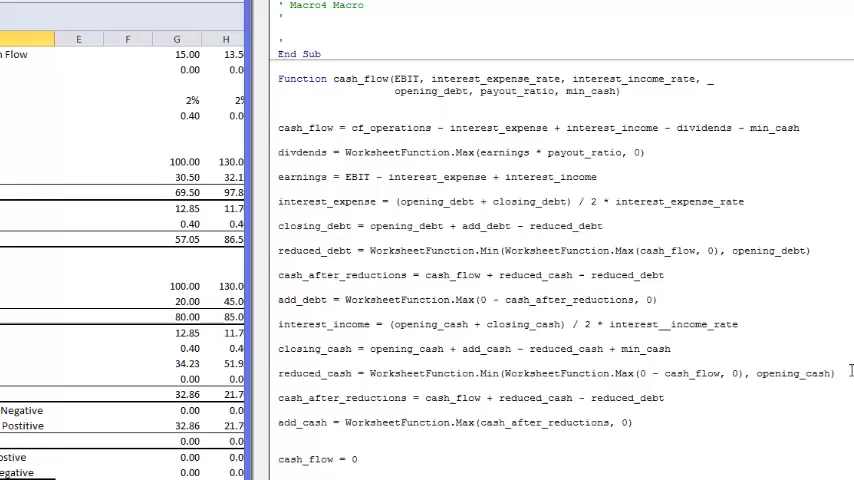 ' Macro4 Macro
'
'
End Sub
Function cash_flow(EBIT, interest_expense_rate, interest_income_rate, _
opening_debt, payout_ratio, min_cash)
cash_flow = cf_operations - interest_expense + interest_income - dividends - min_cash
divdends = WorksheetFunction.Max(earnings * payout_ratio, 0)
earnings = EBIT - interest_expense + interest_income
interest_expense = (opening_debt + closing_debt) / 2 * interest_expense_rate
closing_debt = opening_debt + add_debt - reduced_debt
reduced_debt = WorksheetFunction.Min(WorksheetFunction.Max(cash_flow, 0), opening_debt)
cash_after_reductions = cash_flow + reduced_cash - reduced_debt
add_debt = WorksheetFunction.Max(0 - cash_after_reductions, 0)
interest_income = (opening_cash + closing_cash) / 2 * interest__income_rate
closing_cash = opening_cash + add_cash - reduced_cash + min_cash
reduced_cash = WorksheetFunction.Min(WorksheetFunction.Max(0 - cash_flow, 0), opening_cash)
cash_after_reductions = cash_flow + reduced_cash - reduced_debt
add_cash = WorksheetFunction.Max(cash_after_reductions, 0)
cash_flow = 0
E F G H
Flow 15.00 13.5
0.00 0.0
2% 2%
0.40 0.0
100.00 130.0
30.50 32.1
69.50 97.8
12.85 11.7
0.40 0.4
57.05 86.5
100.00 130.0
20.00 45.0
80.00 85.0
12.85 11.7
0.40 0.4
34.23 51.9
0.00 0.0
32.86 21.7
Negative 0.00 0.0
Postitive 32.86 21.7
0.00 0.0
ostive 0.00 0.0
egative 0.00 0.0